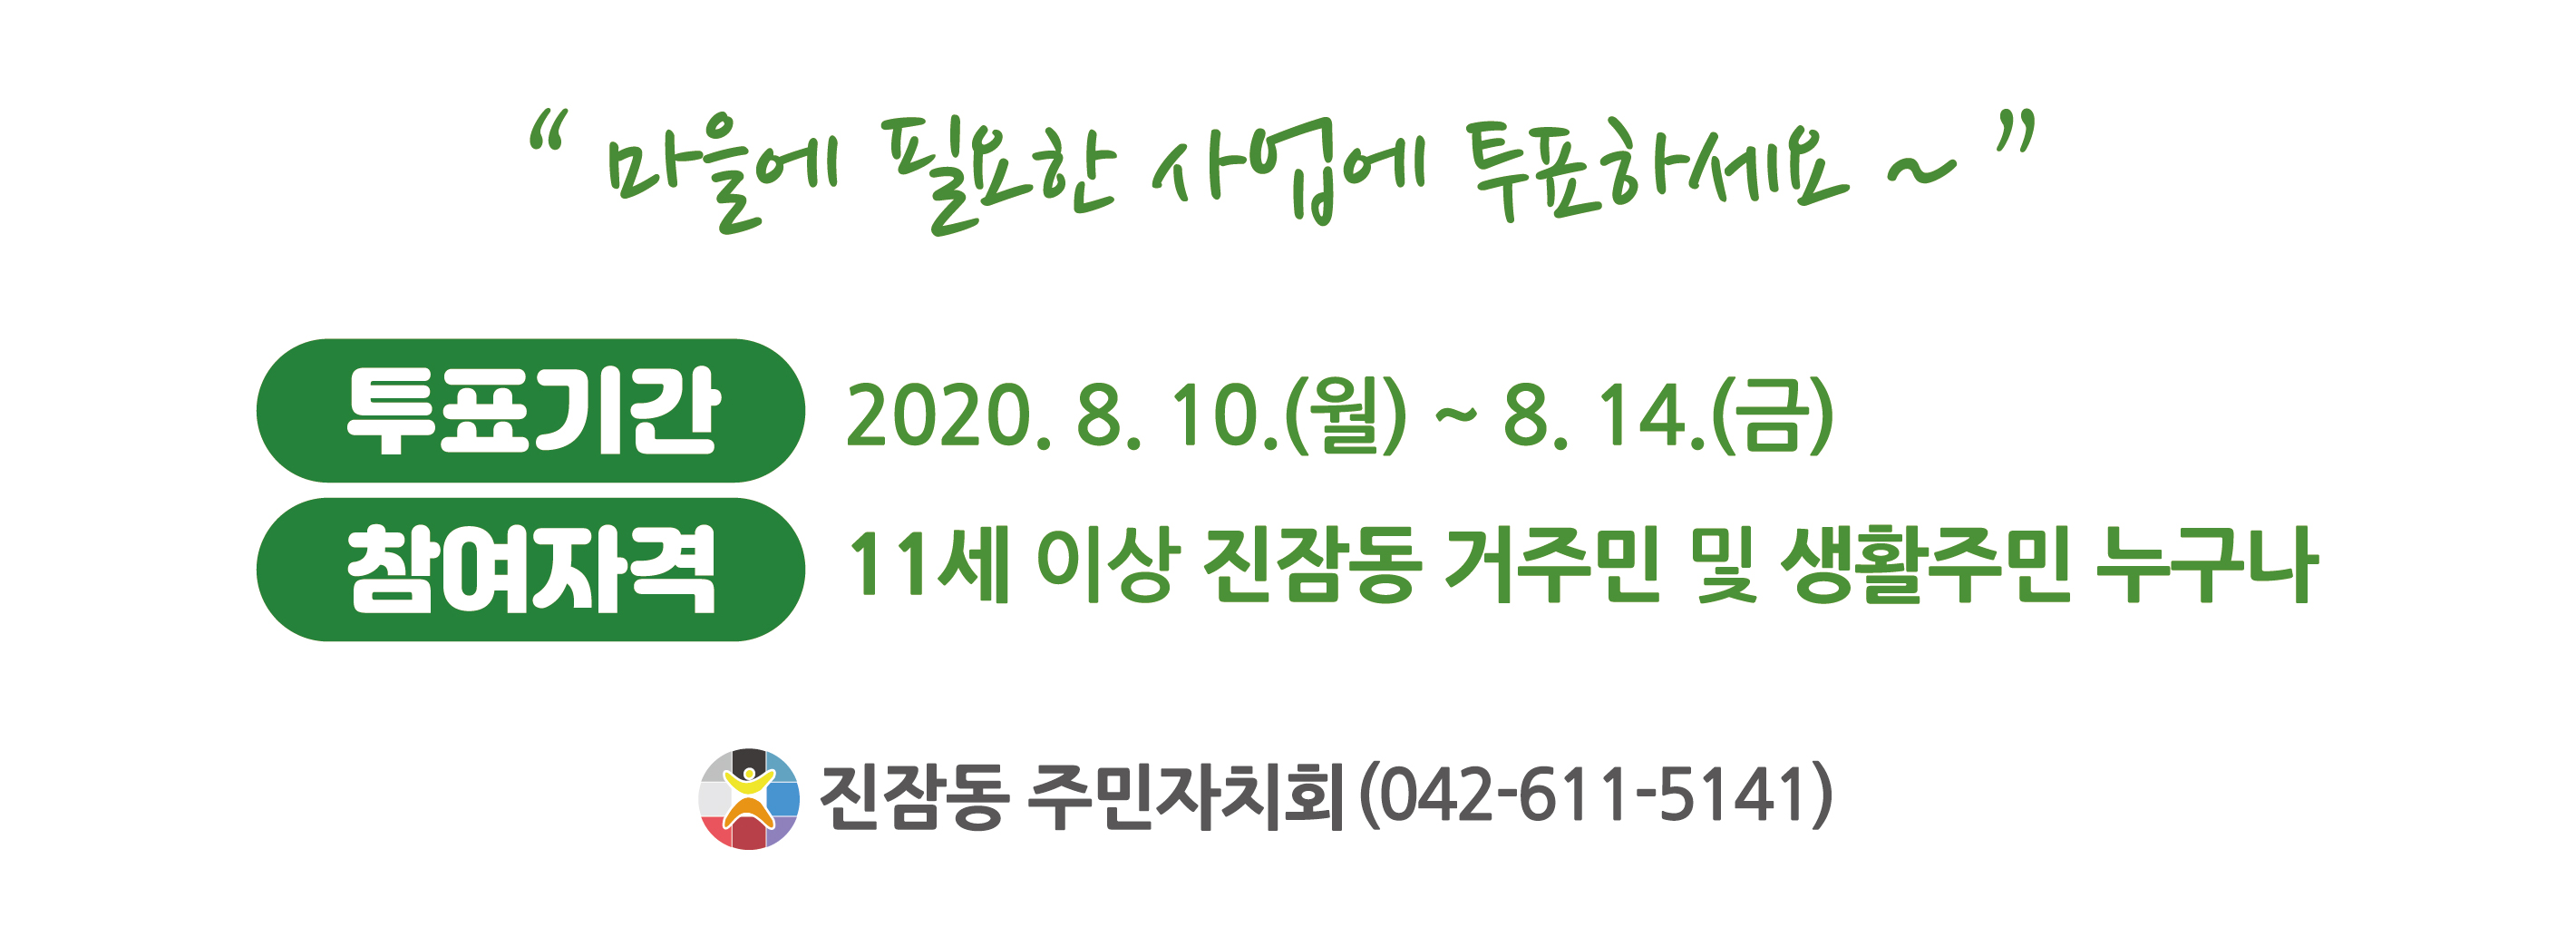 “ 마을에 필요한 사업에 투표하세요 ~ ”
투표기간 2020. 8. 10.(월) ~ 8. 14.(금)
참여자격 11세 이상 진잠동 거주민 및 생활주민 누구나
진잠동 주민자치회 (042-611-5141)